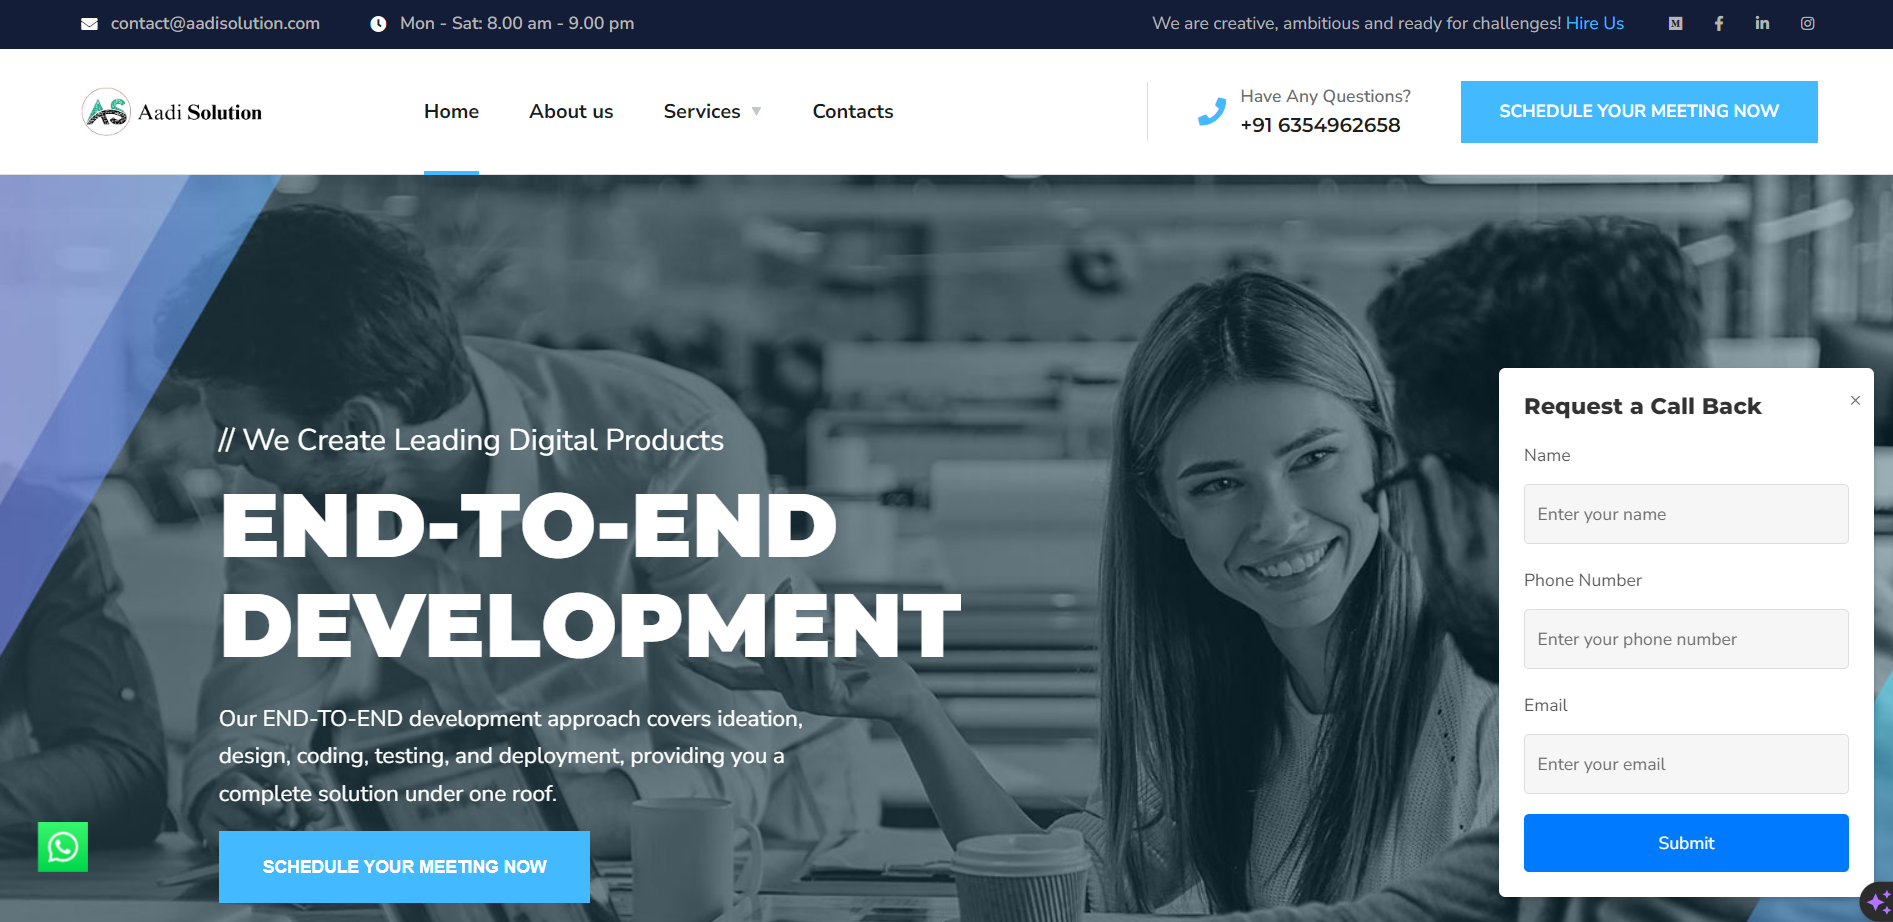 contact@aadisolution.com
Mon - Sat: 8.00 am - 9.00 pm
We are creative, ambitious and ready for challenges! Hire Us
AS Aadi Solution
Home
About us
Services
Contacts
Have Any Questions?
+91 6354962658
SCHEDULE YOUR MEETING NOW
// We Create Leading Digital Products
END-TO-END
DEVELOPMENT
Our END-TO-END development approach covers ideation,
design, coding, testing, and deployment, providing you a
complete solution under one roof.
SCHEDULE YOUR MEETING NOW
Request a Call Back
×
Name
Enter your name
Phone Number
Enter your phone number
Email
Enter your email
Submit